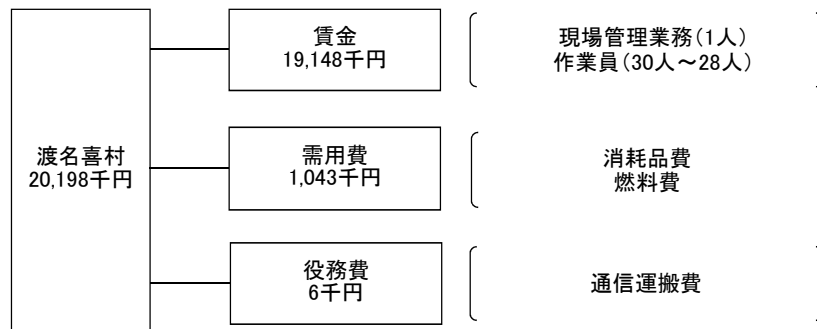 渡名喜村
20,198千円
賃金
19,148千円
現場管理業務(1人)
作業員(30人～28人)
需用費
1,043千円
消耗品費
燃料費
役務費
6千円
通信運搬費